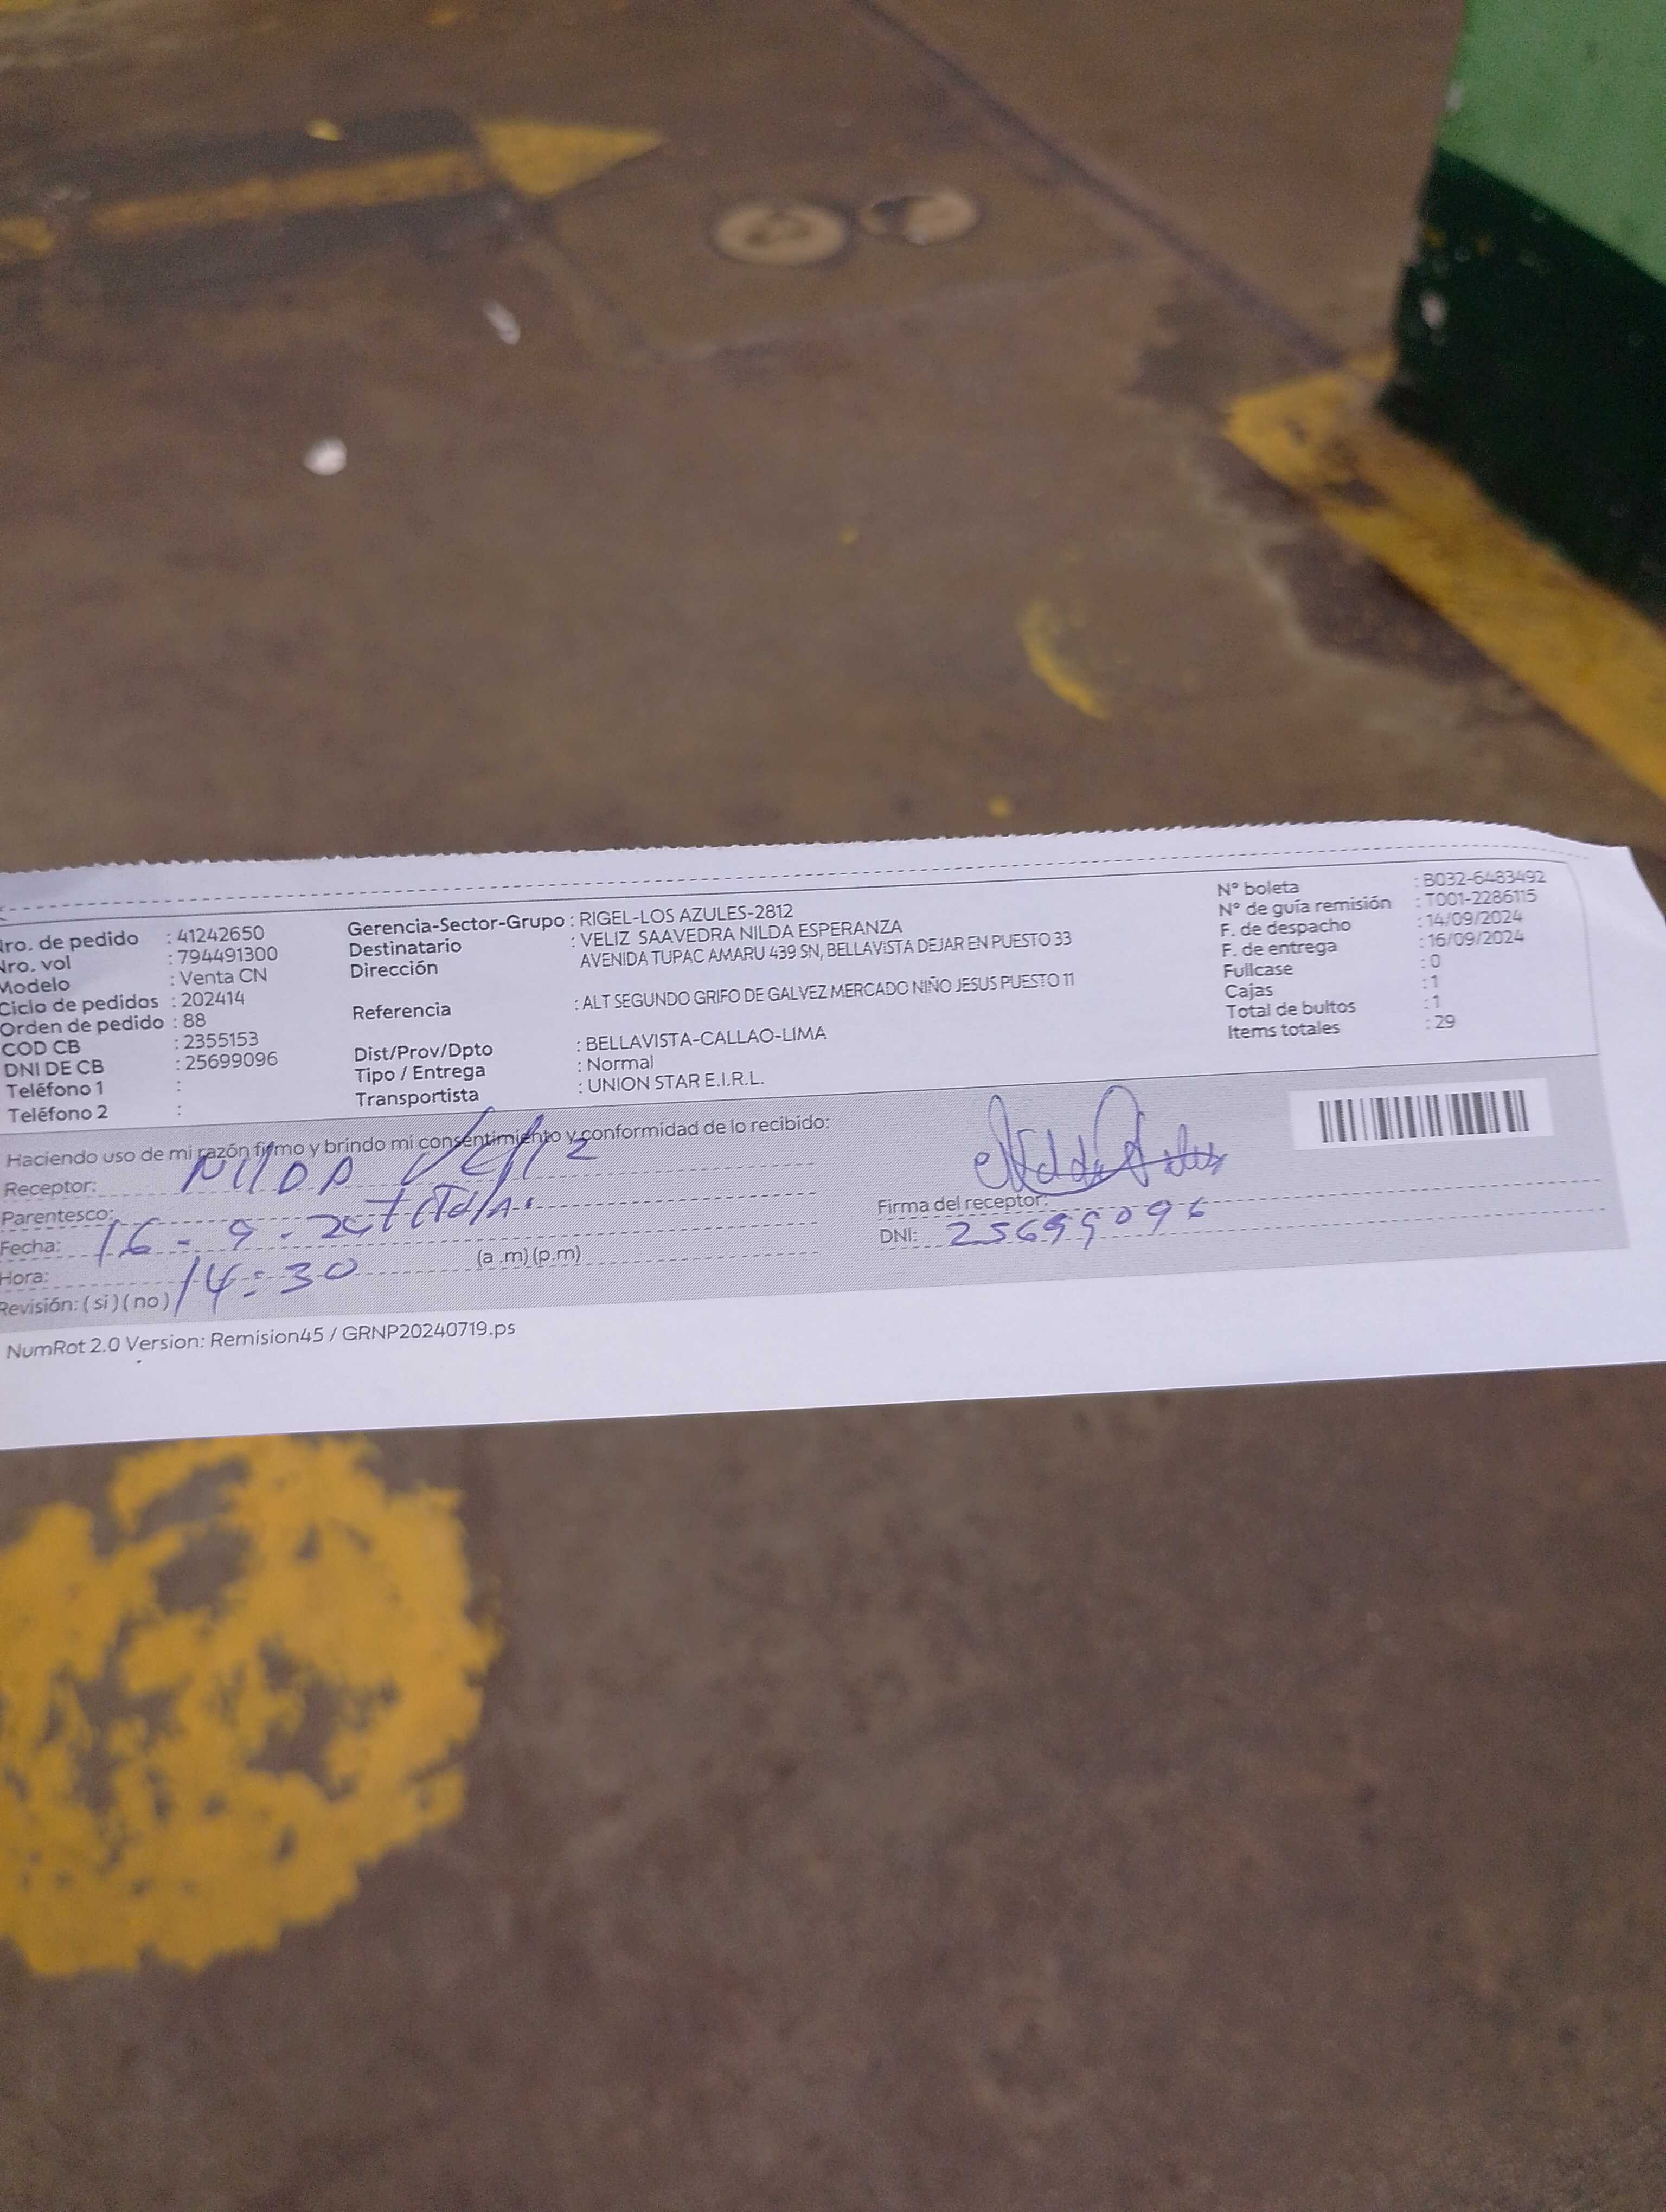 Nro. de pedido : 41242650
Nro. vol : 794491300
Modelo : Venta CN
Ciclo de pedidos : 202414
Orden de pedido : 88
COD CB : 2355153
DNI DE CB : 25699096
Teléfono 1 :
Teléfono 2 :
Gerencia-Sector-Grupo : RIGEL-LOS AZULES-2812
Destinatario : VELIZ SAAVEDRA NILDA ESPERANZA
Dirección AVENIDA TUPAC AMARU 439 SN, BELLAVISTA DEJAR EN PUESTO 33
Referencia : ALT SEGUNDO GRIFO DE GALVEZ MERCADO NIÑO JESUS PUESTO 11
Dist/Prov/Dpto : BELLAVISTA-CALLAO-LIMA
Tipo / Entrega : Normal
Transportista : UNION STAR E.I.R.L.
N° boleta : B032-6483492
N° de guía remisión : T001-2286115
F. de despacho : 14/09/2024
F. de entrega : 16/09/2024
Fullcase : 0
Cajas : 1
Total de bultos : 1
Items totales : 29
Haciendo uso de mi razón firmo y brindo mi consentimiento y conformidad de lo recibido:
Receptor: NIlDA Veliz
Parentesco: tītūlAr
Fecha: 16 - 9 - 24
Hora: 14:30 (a .m) (p.m)
Revisión: ( si ) ( no )
Firma del receptor:
DNI: 25699096
NumRot 2.0 Version: Remision45 / GRNP20240719.ps